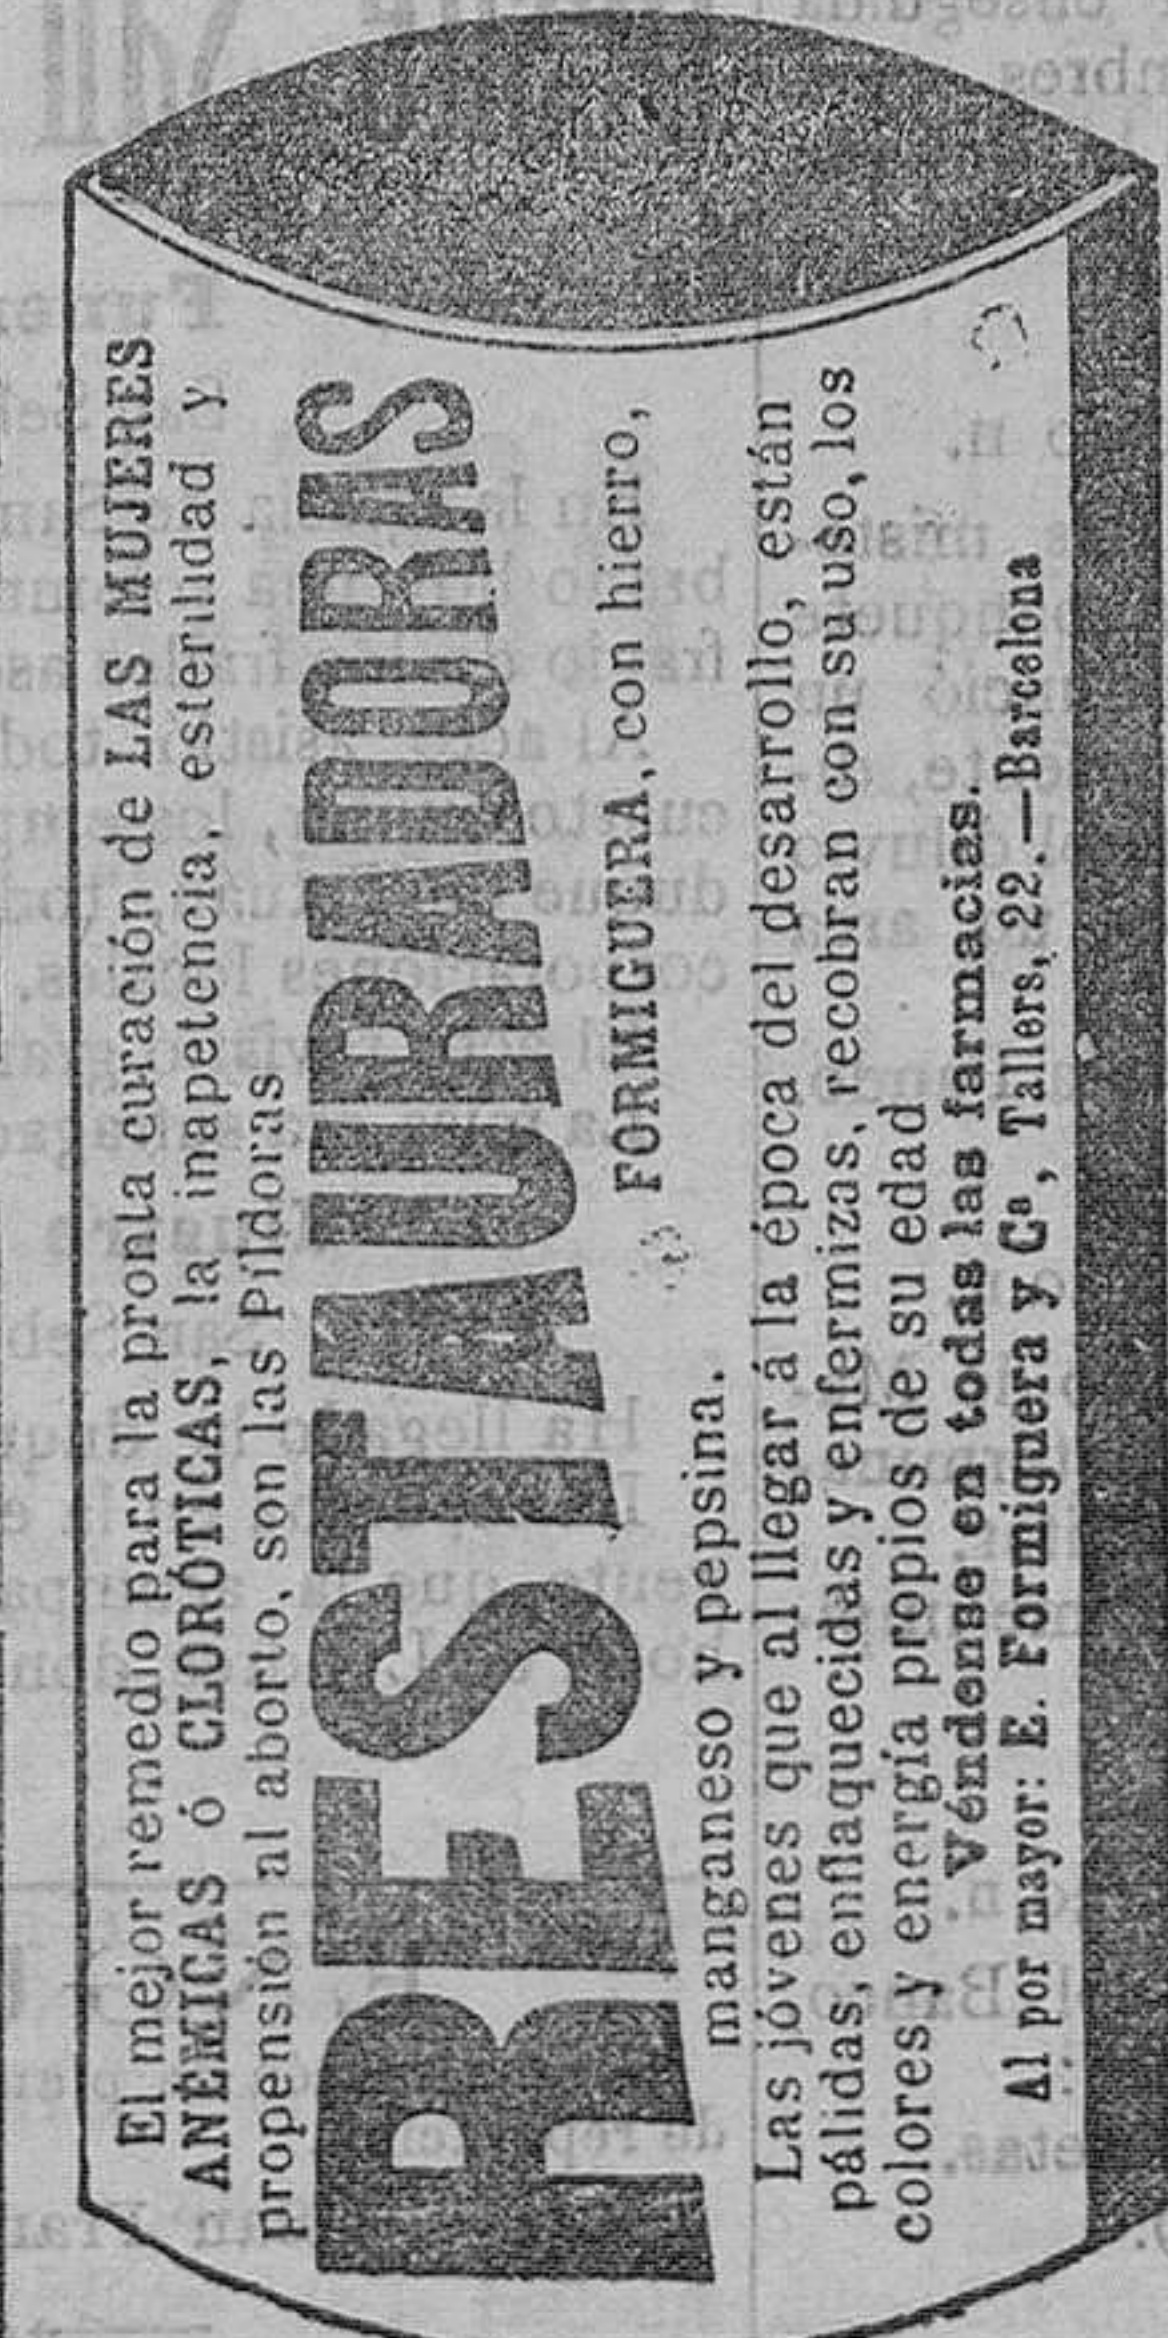 El mejor remedio para la pronta curación de LAS MUJERES
ANÉMICAS ó CLORÓTICAS, la inapetencia, esterilidad y
propensión al aborto, son las Píldoras
RESTAURADORAS
FORMIGUERA, con hierro,
manganeso y pepsina.
Las jóvenes que al llegar á la época del desarrollo, están
pálidas, enflaquecidas y enfermizas, recobran con su uso, los
colores y energía propios de su edad
Véndense en todas las farmacias.
Al por mayor: E. Formiguera y Cª, Tallers, 22.—Barcelona